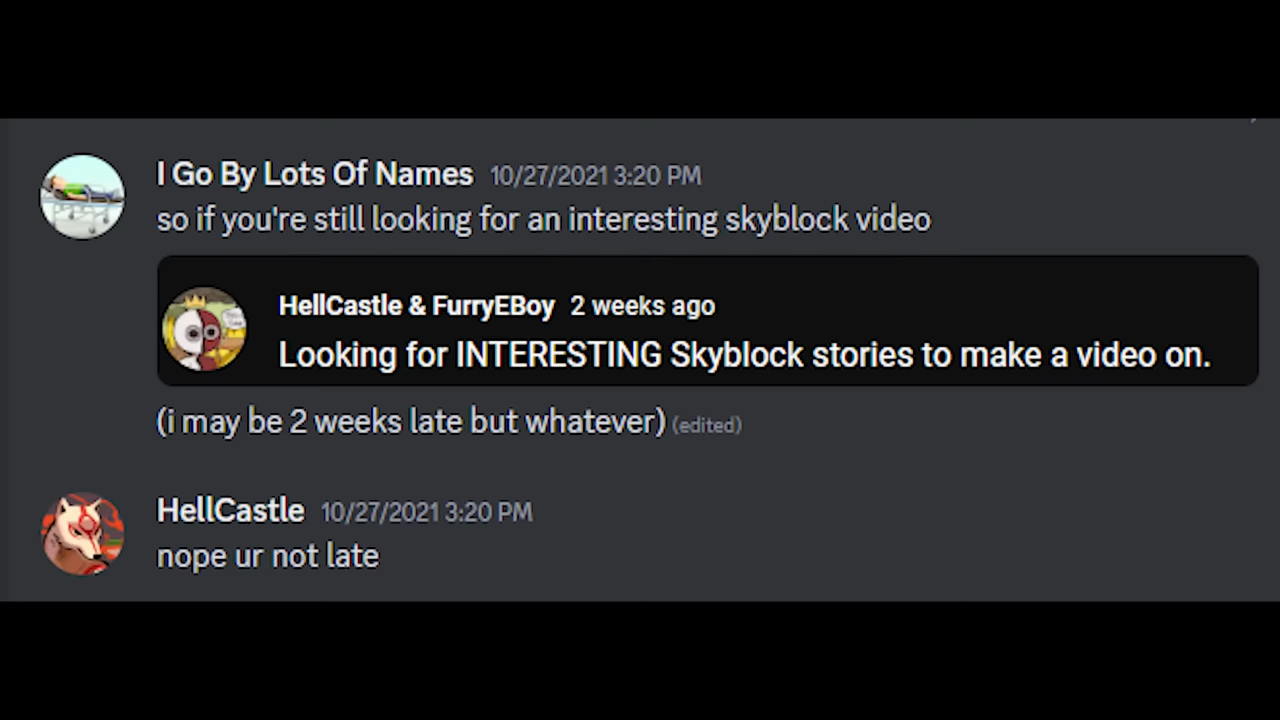 I Go By Lots Of Names 10/27/2021 3:20 PM
so if you're still looking for an interesting skyblock video
HellCastle & FurryEBoy 2 weeks ago
Looking for INTERESTING Skyblock stories to make a video on.
(i may be 2 weeks late but whatever) (edited)
HellCastle 10/27/2021 3:20 PM
nope ur not late